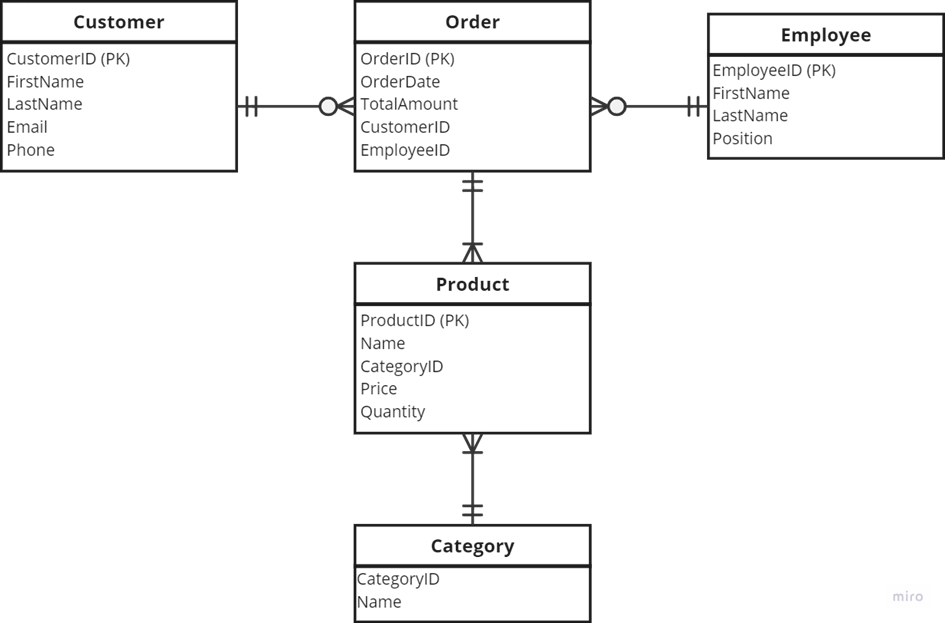 Customer
CustomerID (PK)
FirstName
LastName
Email
Phone
Order
OrderID (PK)
OrderDate
TotalAmount
CustomerID
EmployeeID
Employee
EmployeeID (PK)
FirstName
LastName
Position
Product
ProductID (PK)
Name
CategoryID
Price
Quantity
Category
CategoryID
Name
miro